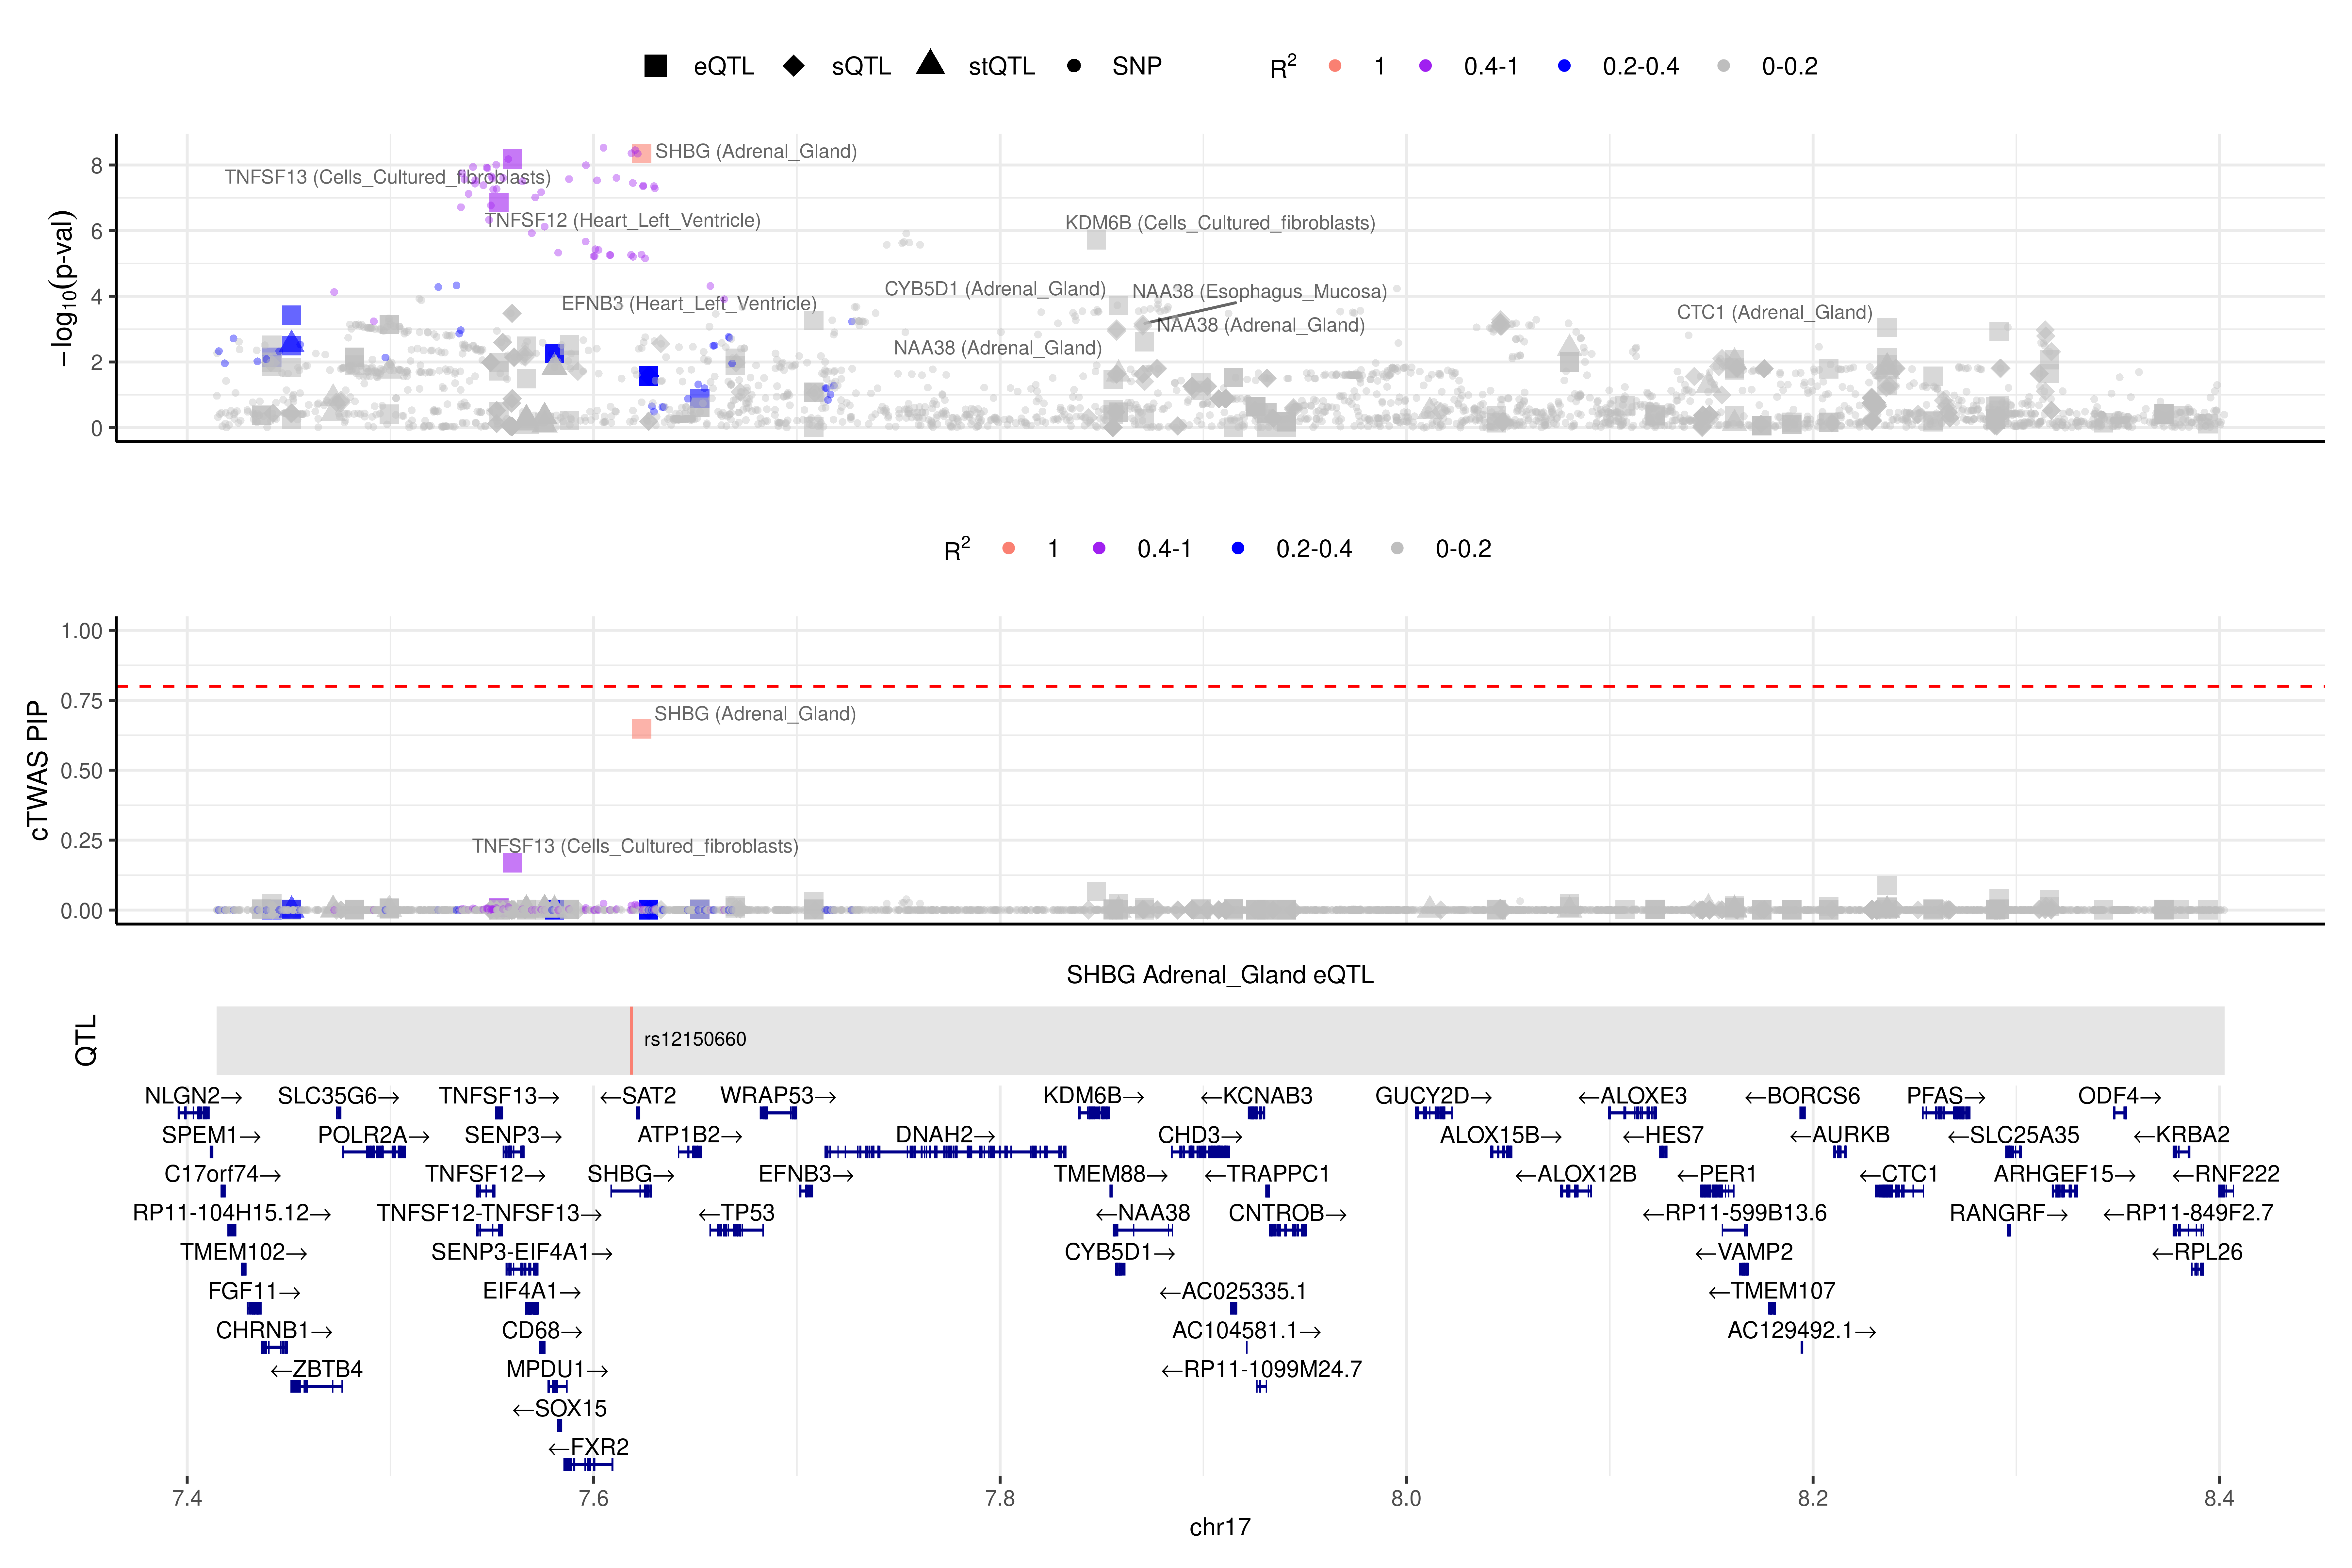 eQTL sQTL stQTL SNP R² 1 0.4-1 0.2-0.4 0-0.2
−log₁₀(p-val)
8
6
4
2
0
SHBG (Adrenal_Gland)
TNFSF13 (Cells_Cultured_fibroblasts)
TNFSF12 (Heart_Left_Ventricle)
KDM6B (Cells_Cultured_fibroblasts)
CYB5D1 (Adrenal_Gland)
NAA38 (Esophagus_Mucosa)
EFNB3 (Heart_Left_Ventricle)
CTC1 (Adrenal_Gland)
NAA38 (Adrenal_Gland)
NAA38 (Adrenal_Gland)
R² 1 0.4-1 0.2-0.4 0-0.2
cTWAS PIP
1.00
0.75
0.50
0.25
0.00
SHBG (Adrenal_Gland)
TNFSF13 (Cells_Cultured_fibroblasts)
SHBG Adrenal_Gland eQTL
QTL
rs12150660
NLGN2→ SLC35G6→ TNFSF13→ ←SAT2 WRAP53→ KDM6B→ ←KCNAB3 GUCY2D→ ←ALOXE3 ←BORCS6 PFAS→ ODF4→
SPEM1→ POLR2A→ SENP3→ ATP1B2→ DNAH2→ CHD3→ ALOX15B→ ←HES7 ←AURKB ←SLC25A35 ←KRBA2
C17orf74→ TNFSF12→ SHBG→ EFNB3→ TMEM88→ ←TRAPPC1 ←ALOX12B ←PER1 ←CTC1 ARHGEF15→ ←RNF222
RP11-104H15.12→ TNFSF12-TNFSF13→ ←TP53 ←NAA38 CNTROB→ ←RP11-599B13.6 RANGRF→ ←RP11-849F2.7
TMEM102→ SENP3-EIF4A1→ CYB5D1→ ←VAMP2 ←RPL26
FGF11→ EIF4A1→ ←AC025335.1 ←TMEM107
CHRNB1→ CD68→ AC104581.1→ AC129492.1→
←ZBTB4 MPDU1→ ←RP11-1099M24.7
←SOX15
←FXR2
7.4 7.6 7.8 8.0 8.2 8.4
chr17